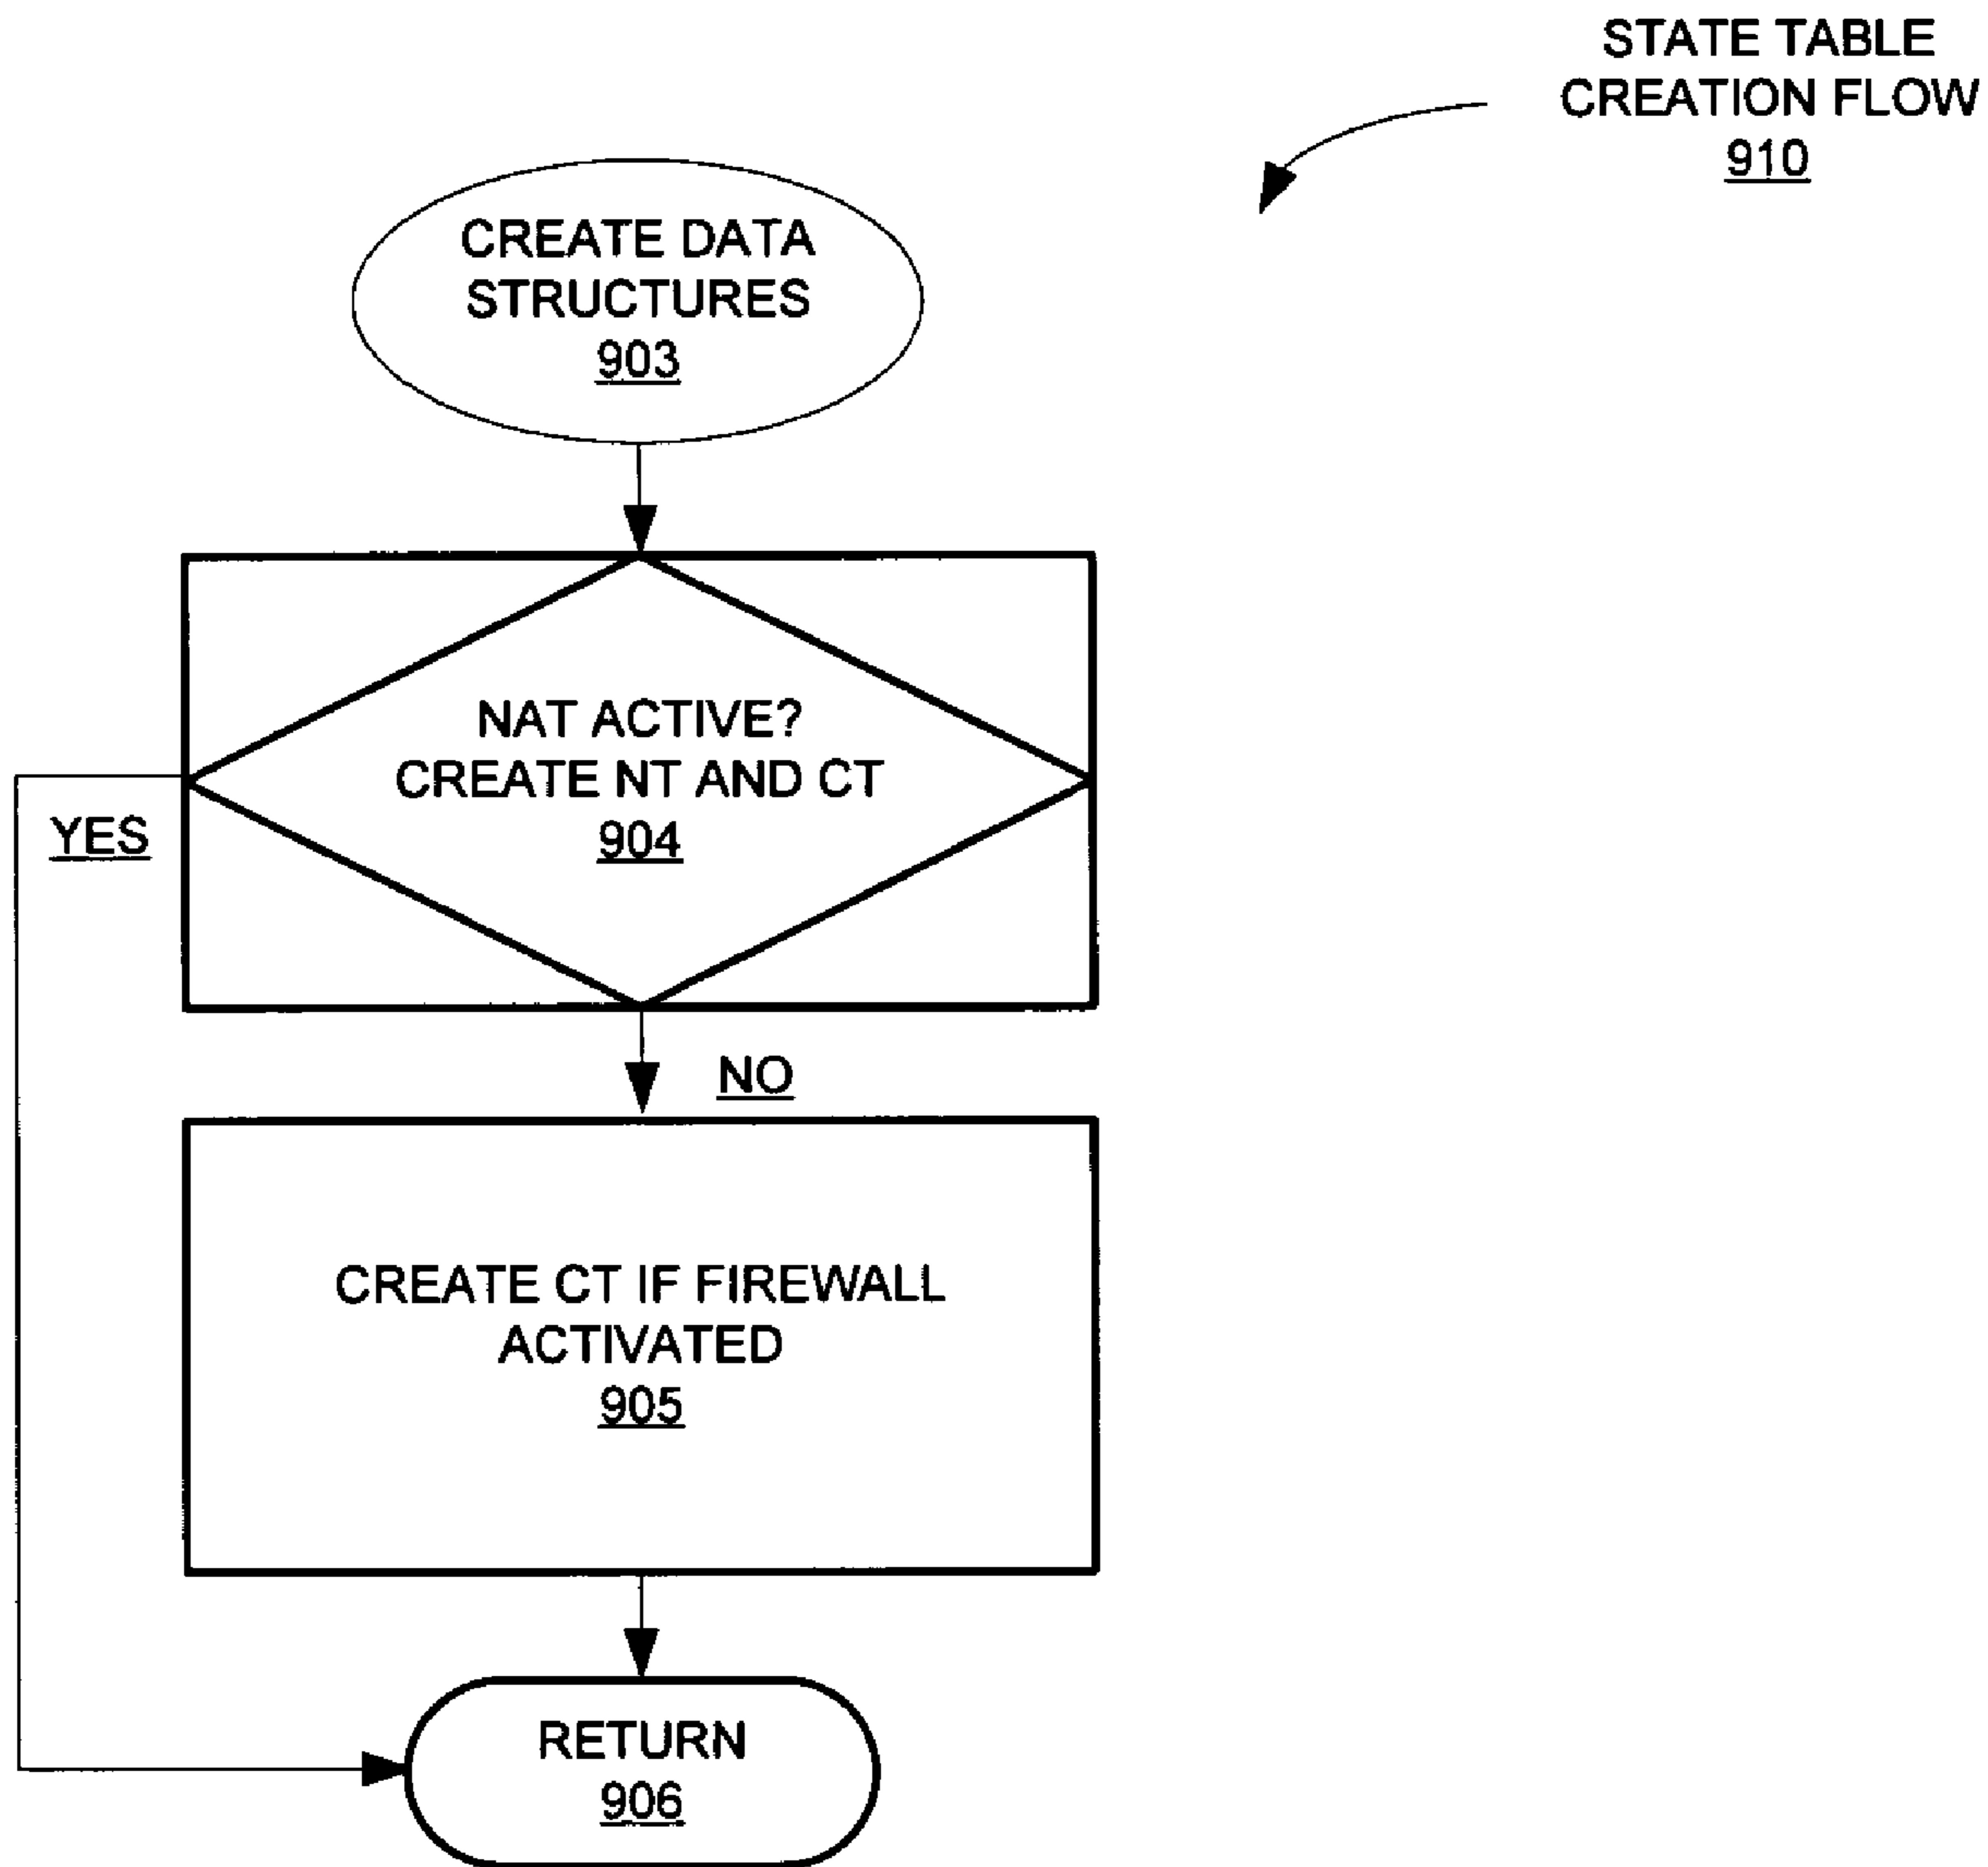 STATE TABLE
CREATION FLOW
910
CREATE DATA
STRUCTURES
903
NAT ACTIVE?
CREATE NT AND CT
904
YES
NO
CREATE CT IF FIREWALL
ACTIVATED
905
RETURN
906